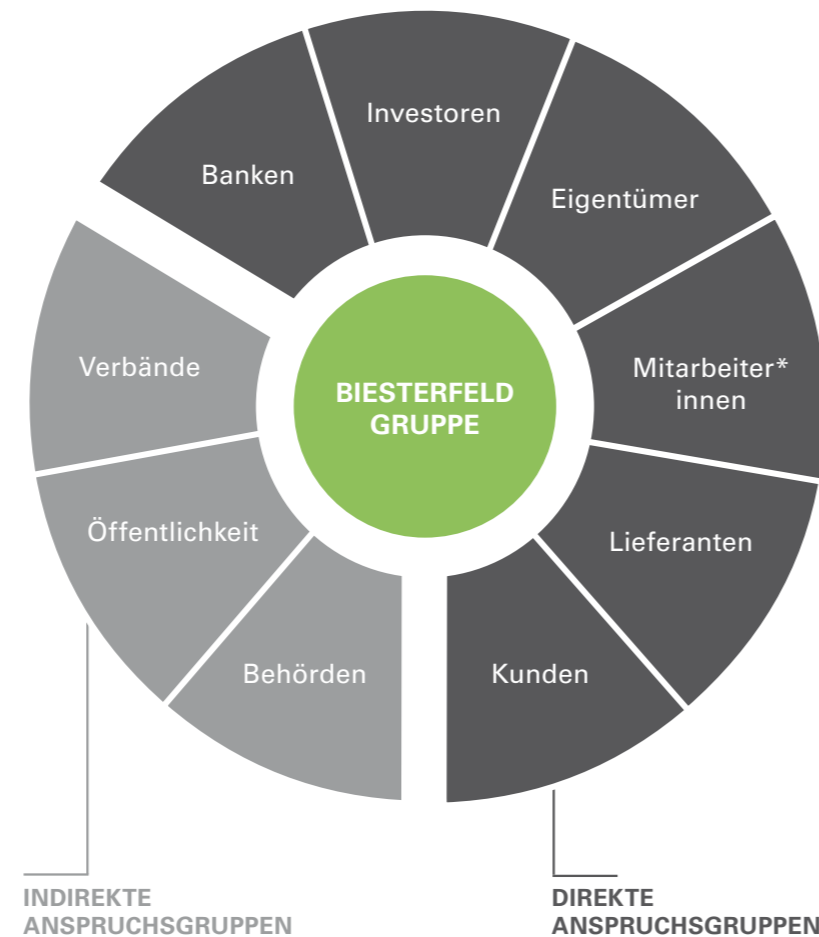 Investoren
Banken
Eigentümer
Verbände
BIESTERFELD
GRUPPE
Mitarbeiter*
innen
Öffentlichkeit
Lieferanten
Behörden
Kunden
INDIREKTE
ANSPRUCHSGRUPPEN
DIREKTE
ANSPRUCHSGRUPPEN